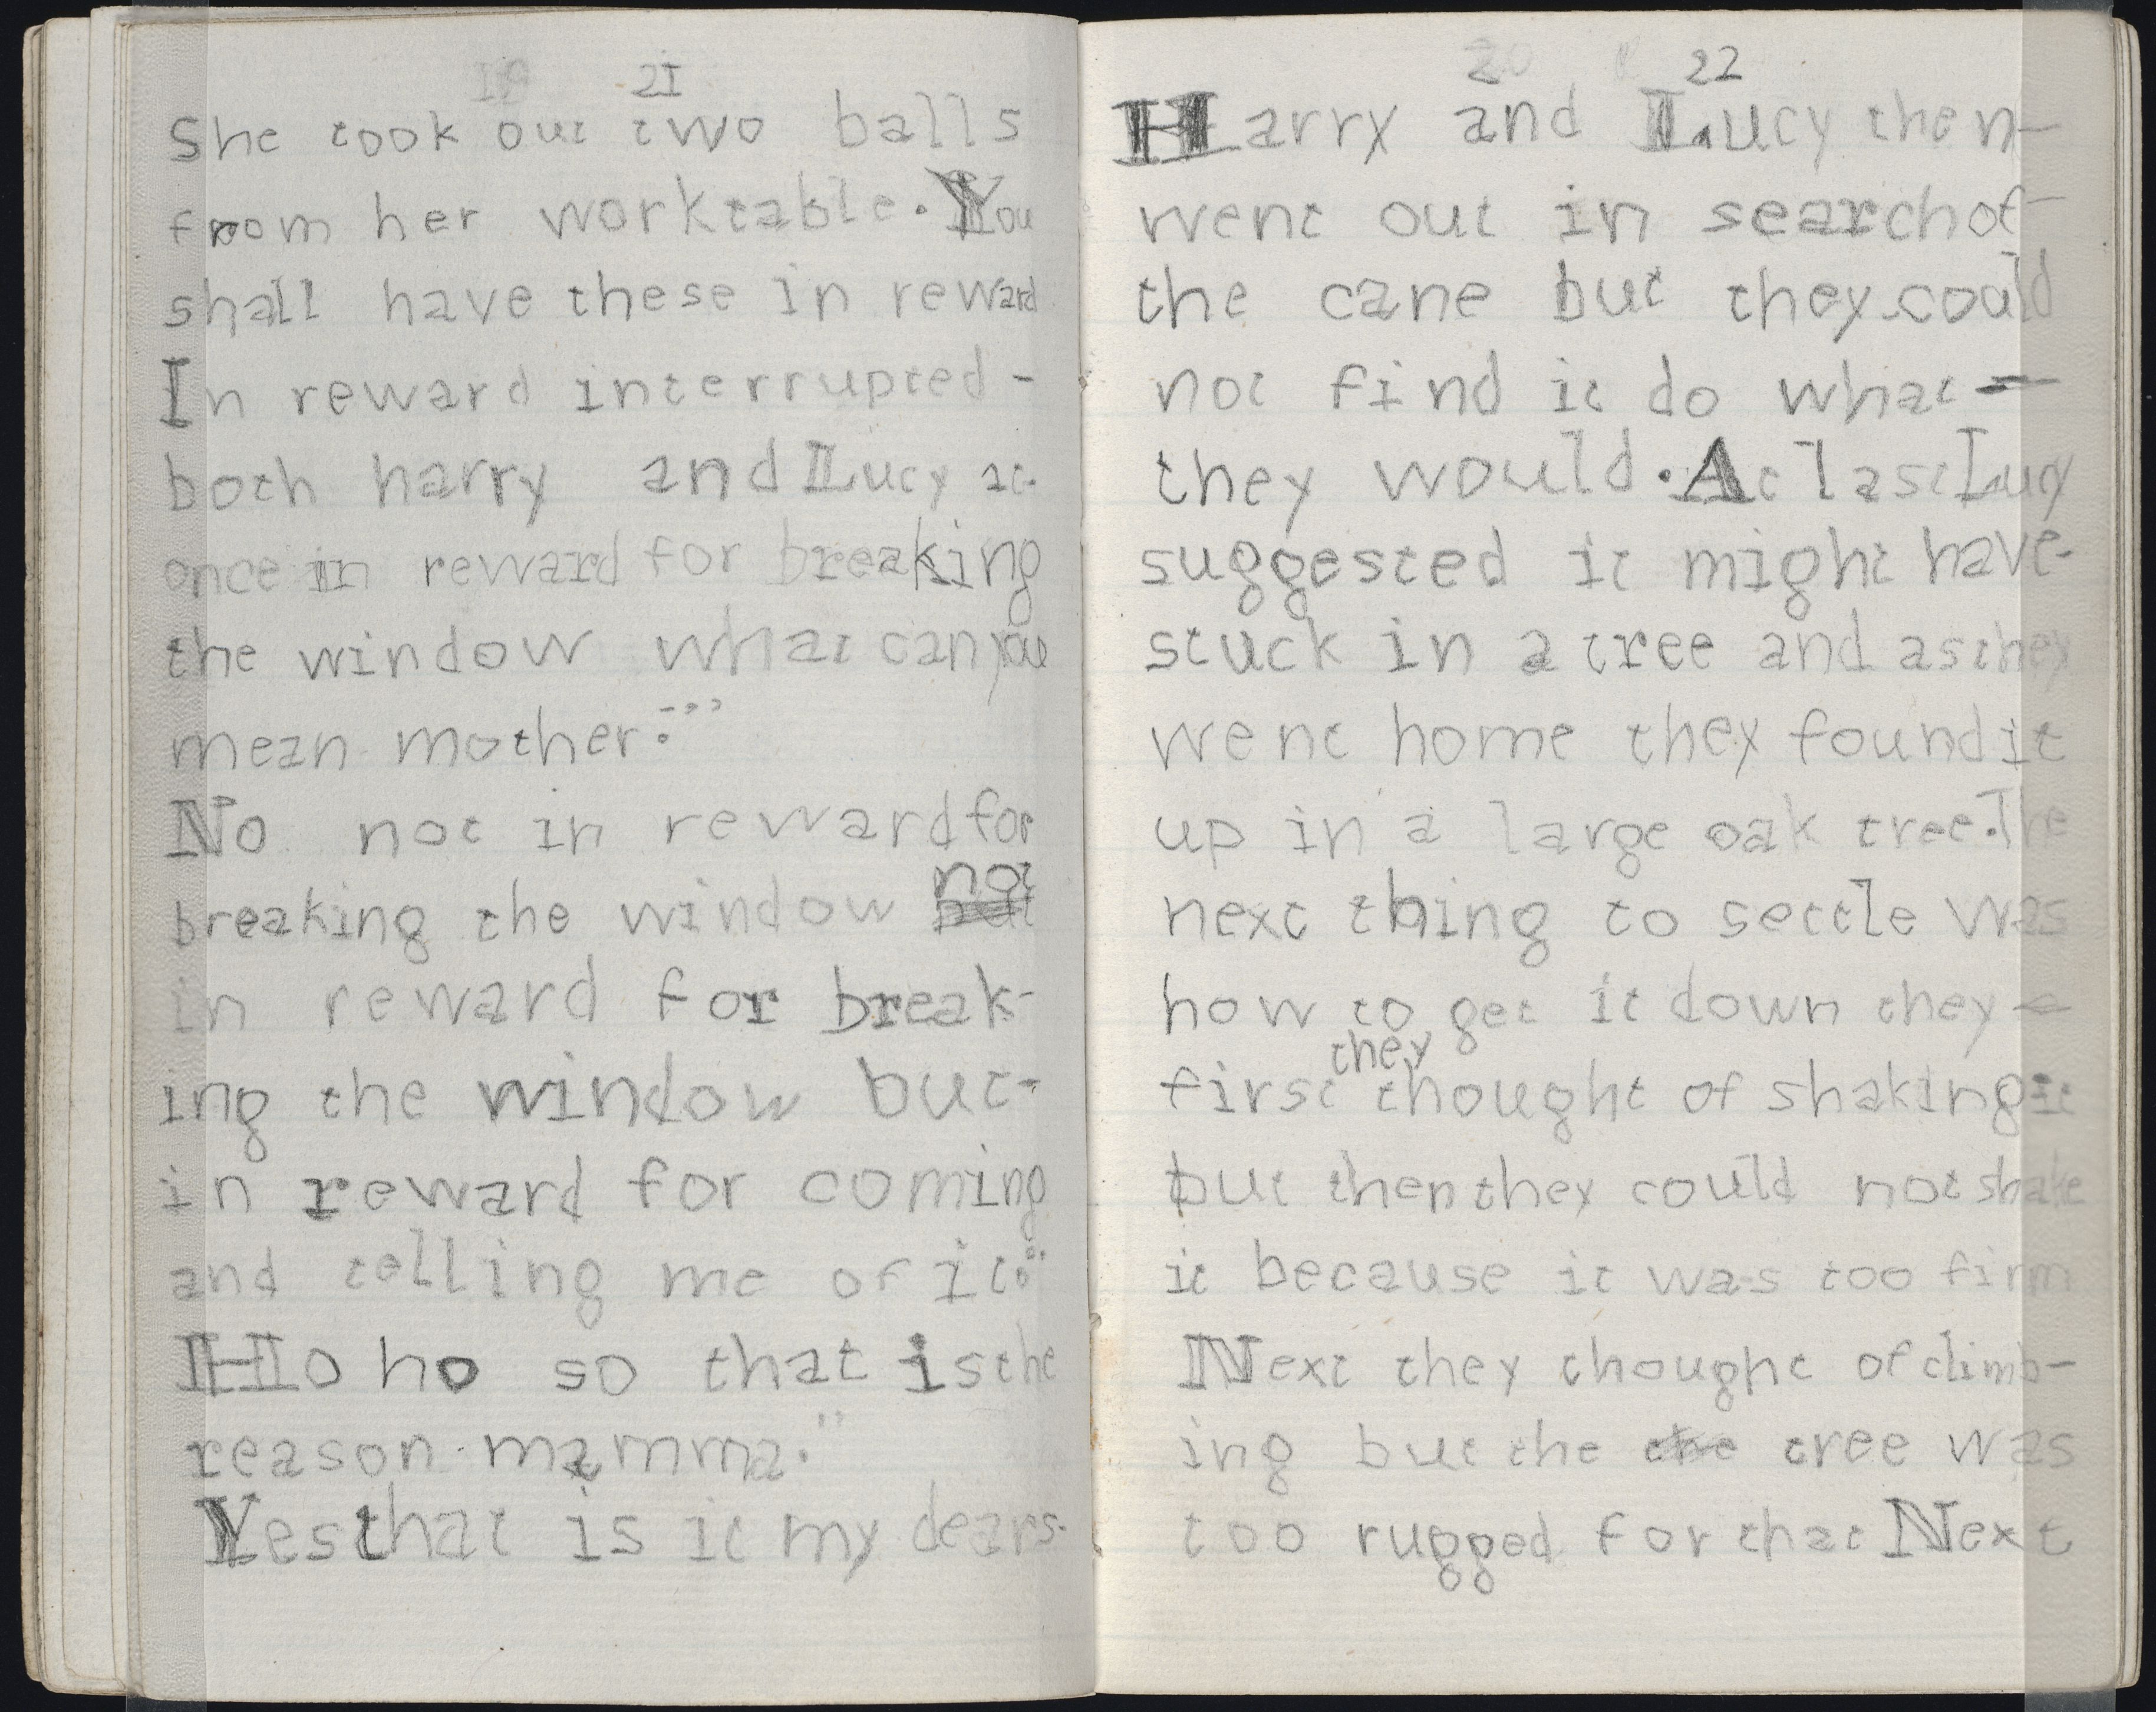 19 21
She took out two balls
from her worktable. You
shall have these in reward
In reward interrupted -
both harry and Lucy at-
once in reward for breaking
the window what can you
mean mother."
No not in reward for
not
breaking the window but
in reward for break-
ing the window but-
in reward for coming
and telling me of it."
Ho ho so that is the
reason mamma."
Yes that is it my dears-
20 22
Harry and Lucy then-
went out in search of-
the cane but they could
not find it do what-
they would. At last Lucy
suggested it might have-
stuck in a tree and as they
went home they found it
up in a large oak tree. The
next thing to settle was
how to get it down they-
they
first thought of shaking it
but then they could not shake
it because it was too firm
Next they thought of climb-
ing but the the tree was
too rugged for that Next